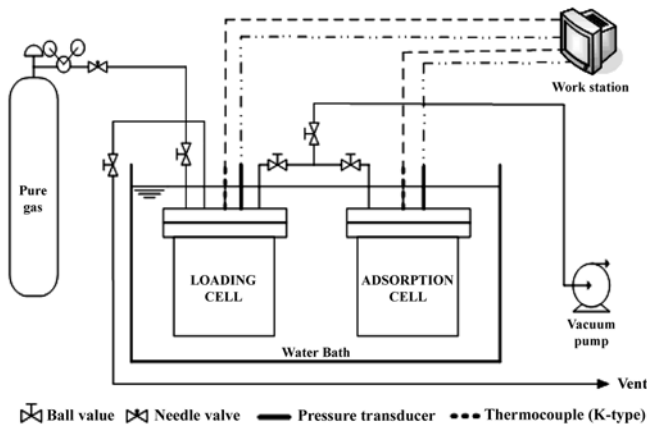 Work station
Pure
gas
LOADING
CELL
ADSORPTION
CELL
Vacuum
pump
Water Bath
Vent
Ball value
Needle valve
Pressure transducer
Thermocouple (K-type)